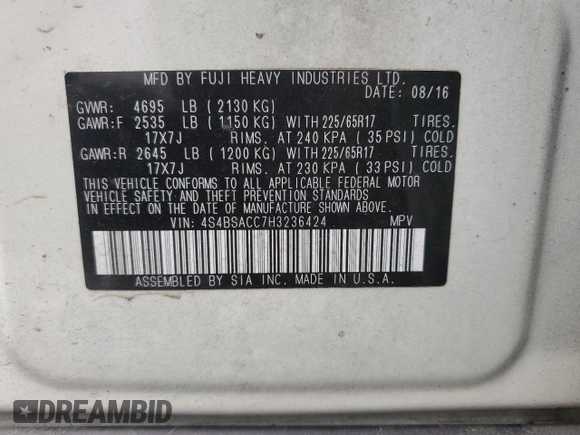 MFD BY FUJI HEAVY INDUSTRIES LTD.
DATE: 08/16
GVWR: 4695 LB (2130 KG)
GAWR:F 2535 LB (1150 KG) WITH 225/65R17 TIRES.
17X7J RIMS. AT 240 KPA (35 PSI) COLD
GAWR:R 2645 LB (1200 KG) WITH 225/65R17 TIRES.
17X7J RIMS. AT 230 KPA (33 PSI) COLD
THIS VEHICLE CONFORMS TO ALL APPLICABLE FEDERAL MOTOR
VEHICLE SAFETY AND BUMPER STANDARDS IN EFFECT ON THE
DATE OF MANUFACTURE SHOWN ABOVE.
VIN: 4S4BSACC7H3236424 MPV
ASSEMBLED BY SIA INC. MADE IN U.S.A.
DREAMBID